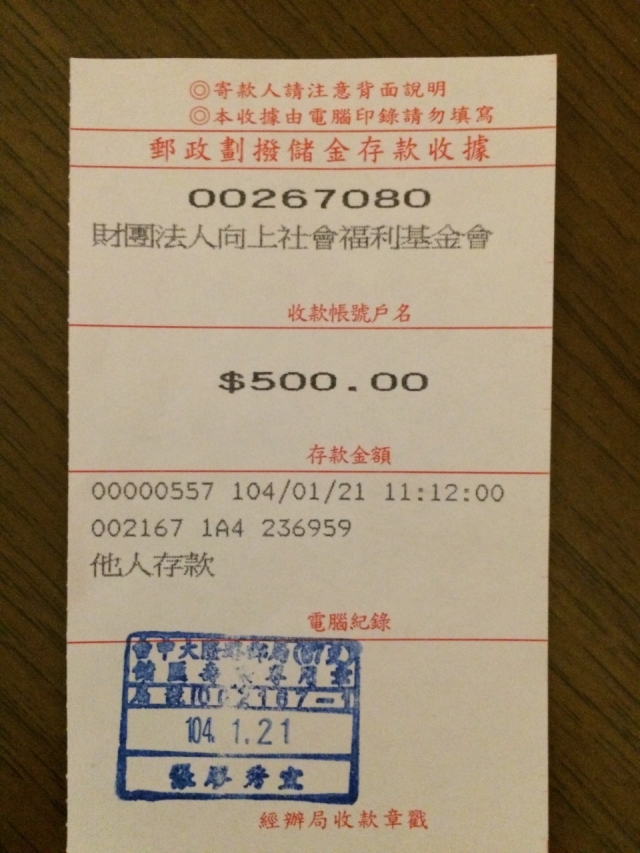 ◎寄款人請注意背面說明
◎本收據由電腦印錄請勿填寫
郵政劃撥儲金存款收據
00267080
財團法人向上社會福利基金會
收款帳號戶名
$500.00
存款金額
00000557 104/01/21 11:12:00
002167 1A4 236959
他人存款
電腦紀錄
104. 1.21
經辦局收款章戳